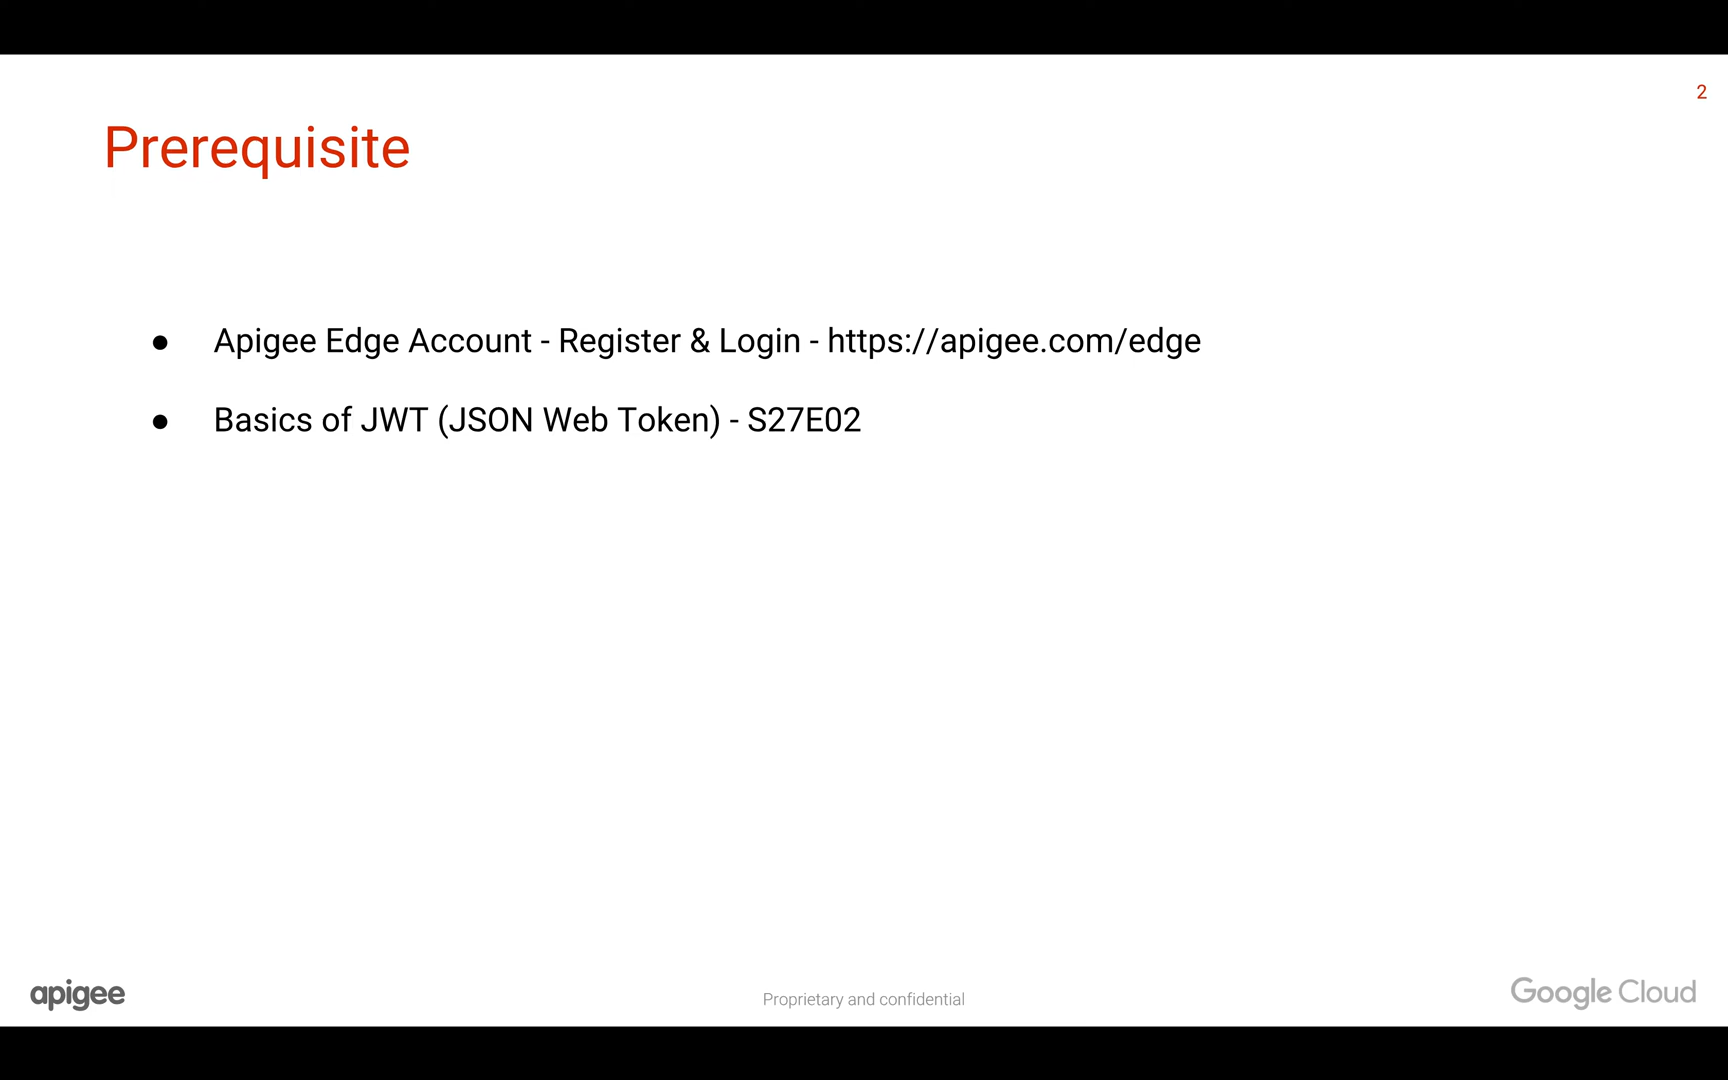 2
Prerequisite
● Apigee Edge Account - Register & Login - https://apigee.com/edge
● Basics of JWT (JSON Web Token) - S27E02
apigee
Proprietary and confidential
Google Cloud